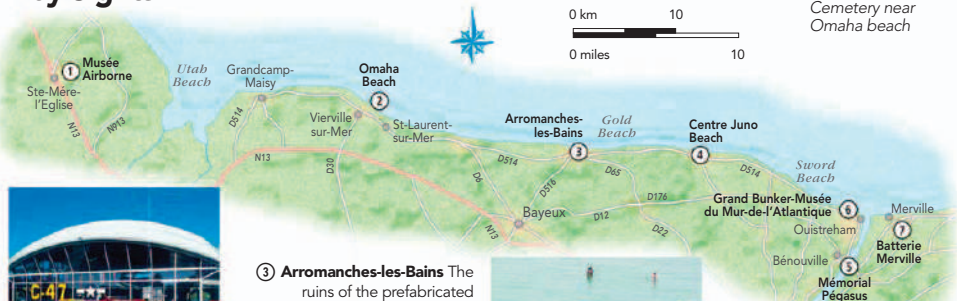 Cemetery near
Omaha beach
0 km 10
0 miles 10
1 Musée
Airborne
Ste-Mére-
l'Eglise
N13
N913
Utah
Beach
Grandcamp-
Maisy
D514
Omaha
Beach
2
Vierville
sur-Mer
St-Laurent-
sur-Mer
N13
D30
D6
D514
N13
Arromanches-
les-Bains
3
Gold
Beach
D516
D65
Bayeux
D12
D176
D22
Centre Juno
Beach
4
D514
Sword
Beach
Grand Bunker-Musée
du Mur-de-l'Atlantique
6
Ouistreham
Merville
7
Batterie
Merville
Bénouville
5
Mémorial
Pégasus
C-47
3 Arromanches-les-Bains The
ruins of the prefabricated